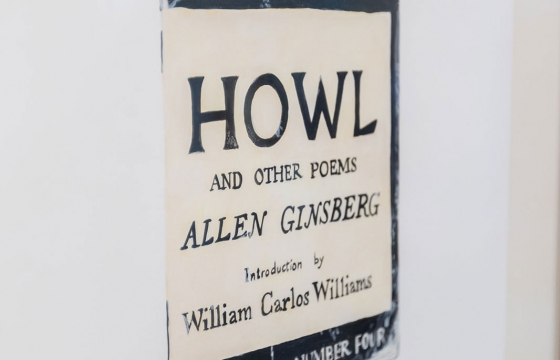 HOWL
AND OTHER POEMS
ALLEN GINSBERG
Introduction by
William Carlos Williams
NUMBER FOUR